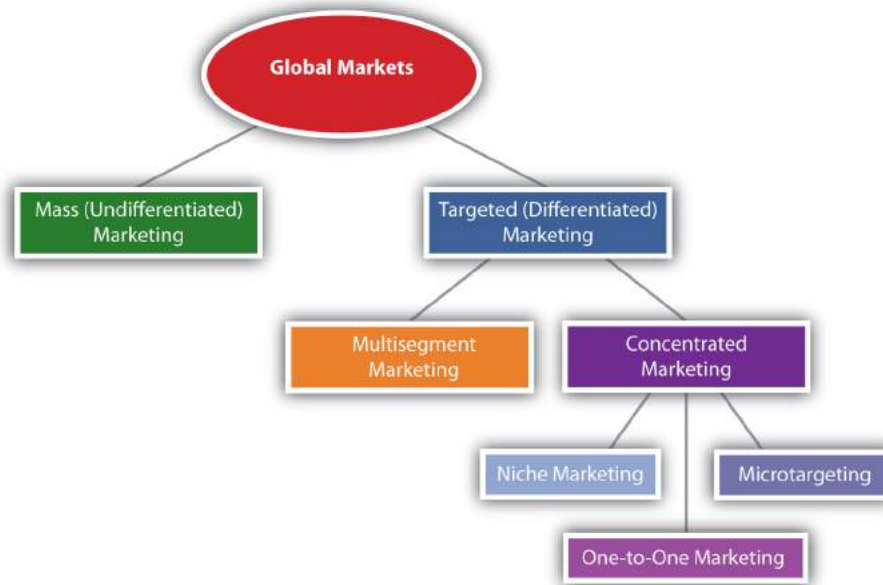 Global Markets
Mass (Undifferentiated)
Marketing
Targeted (Differentiated)
Marketing
Multisegment
Marketing
Concentrated
Marketing
Niche Marketing
Microtargeting
One-to-One Marketing